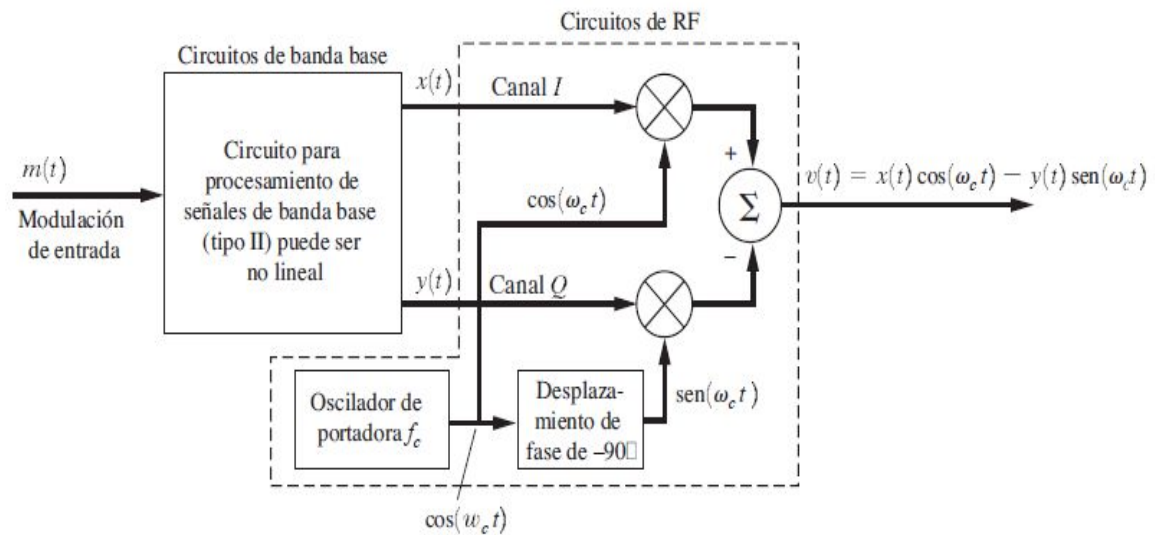 Circuitos de RF
Circuitos de banda base
x(t)
Canal I
m(t)
Modulación
de entrada
Circuito para
procesamiento de
señales de banda base
(tipo II) puede ser
no lineal
cos(ω_c t)
+
Σ
−
v(t) = x(t) cos(ω_c t) − y(t) sen(ω_c t)
y(t)
Canal Q
Oscilador de
portadora f_c
Desplaza-
miento de
fase de –90▯
sen(ω_c t)
cos(w_c t)